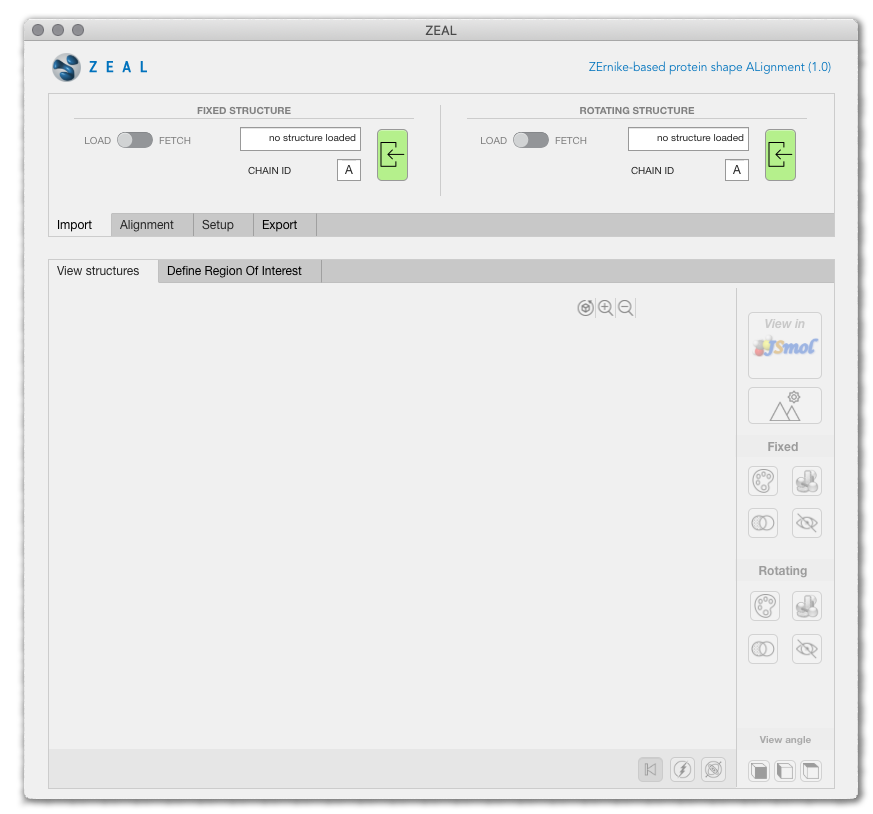 ZEAL
ZEAL
ZErnike-based protein shape ALignment (1.0)
FIXED STRUCTURE
LOAD FETCH
no structure loaded
CHAIN ID A
ROTATING STRUCTURE
LOAD FETCH
no structure loaded
CHAIN ID A
Import Alignment Setup Export
View structures Define Region Of Interest
View in
JSmol
Fixed
Rotating
View angle